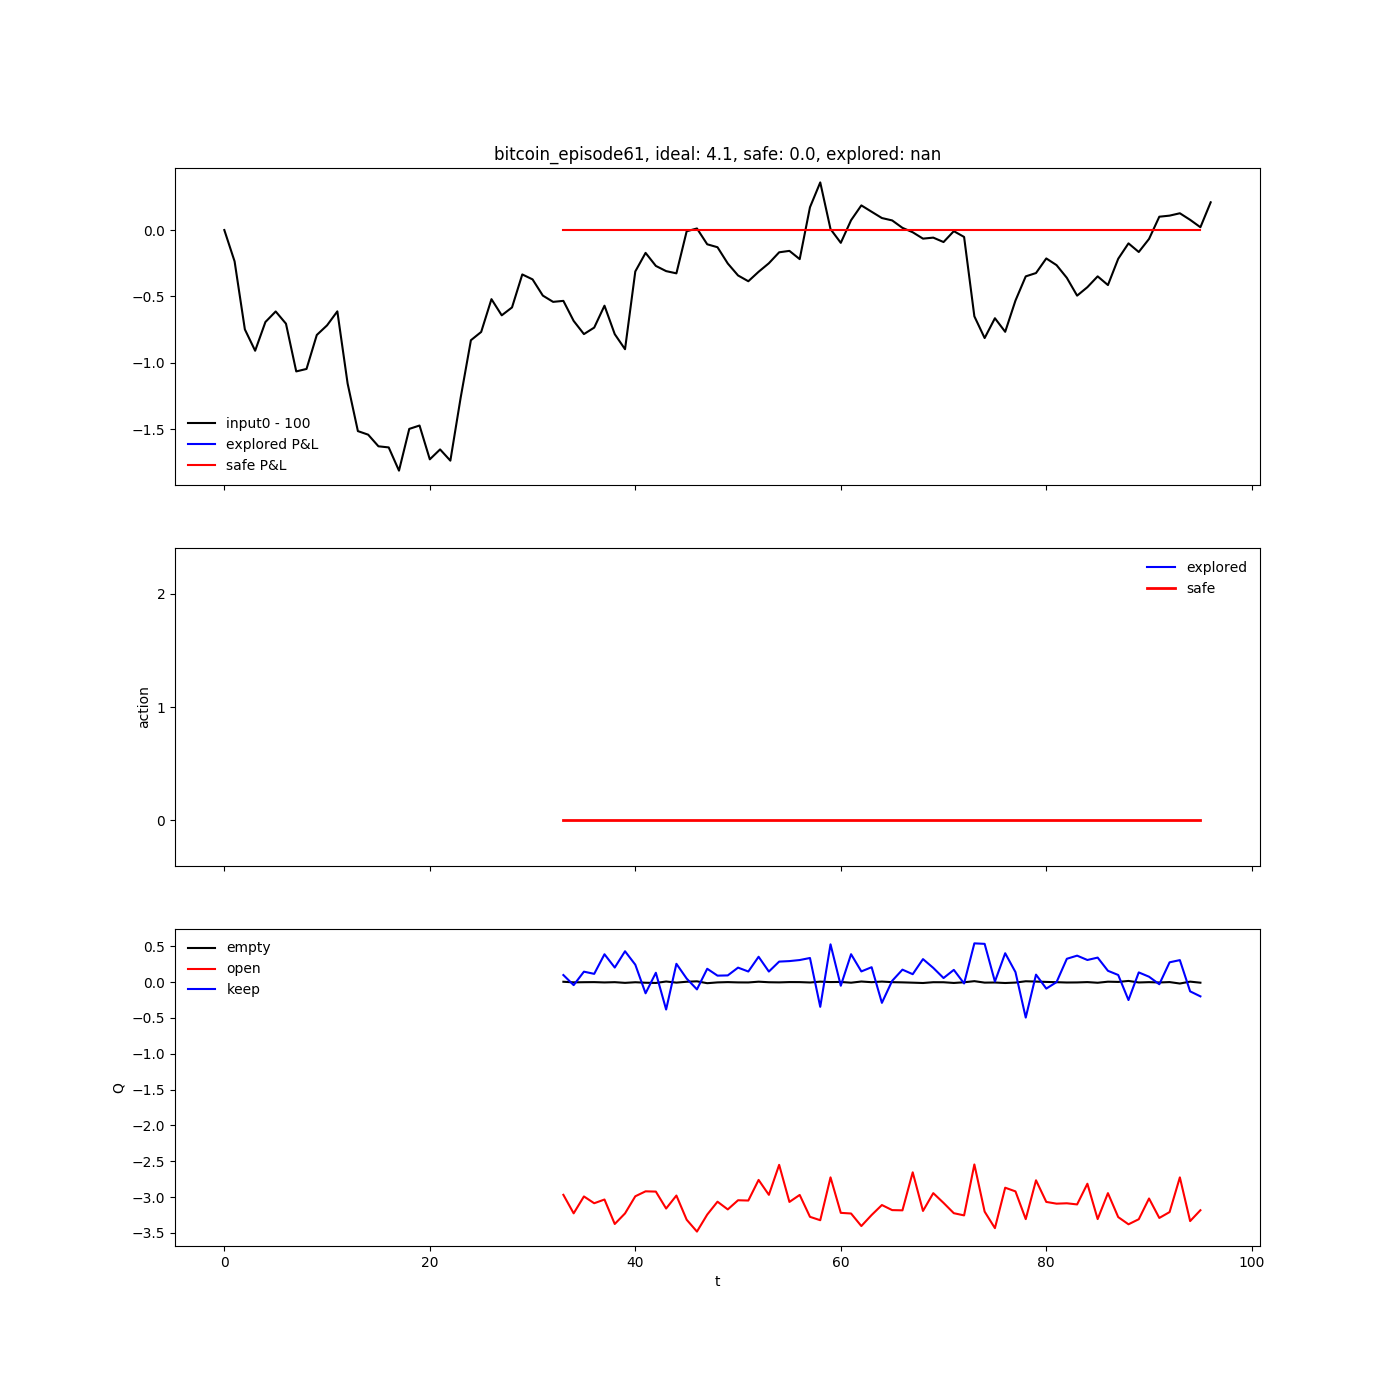 bitcoin_episode61, ideal: 4.1, safe: 0.0, explored: nan
0.0
−0.5
−1.0
−1.5
input0 - 100
explored P&L
safe P&L
action
2
1
0
explored
safe
Q
0.5
0.0
−0.5
−1.0
−1.5
−2.0
−2.5
−3.0
−3.5
empty
open
keep
0 20 40 60 80 100
t